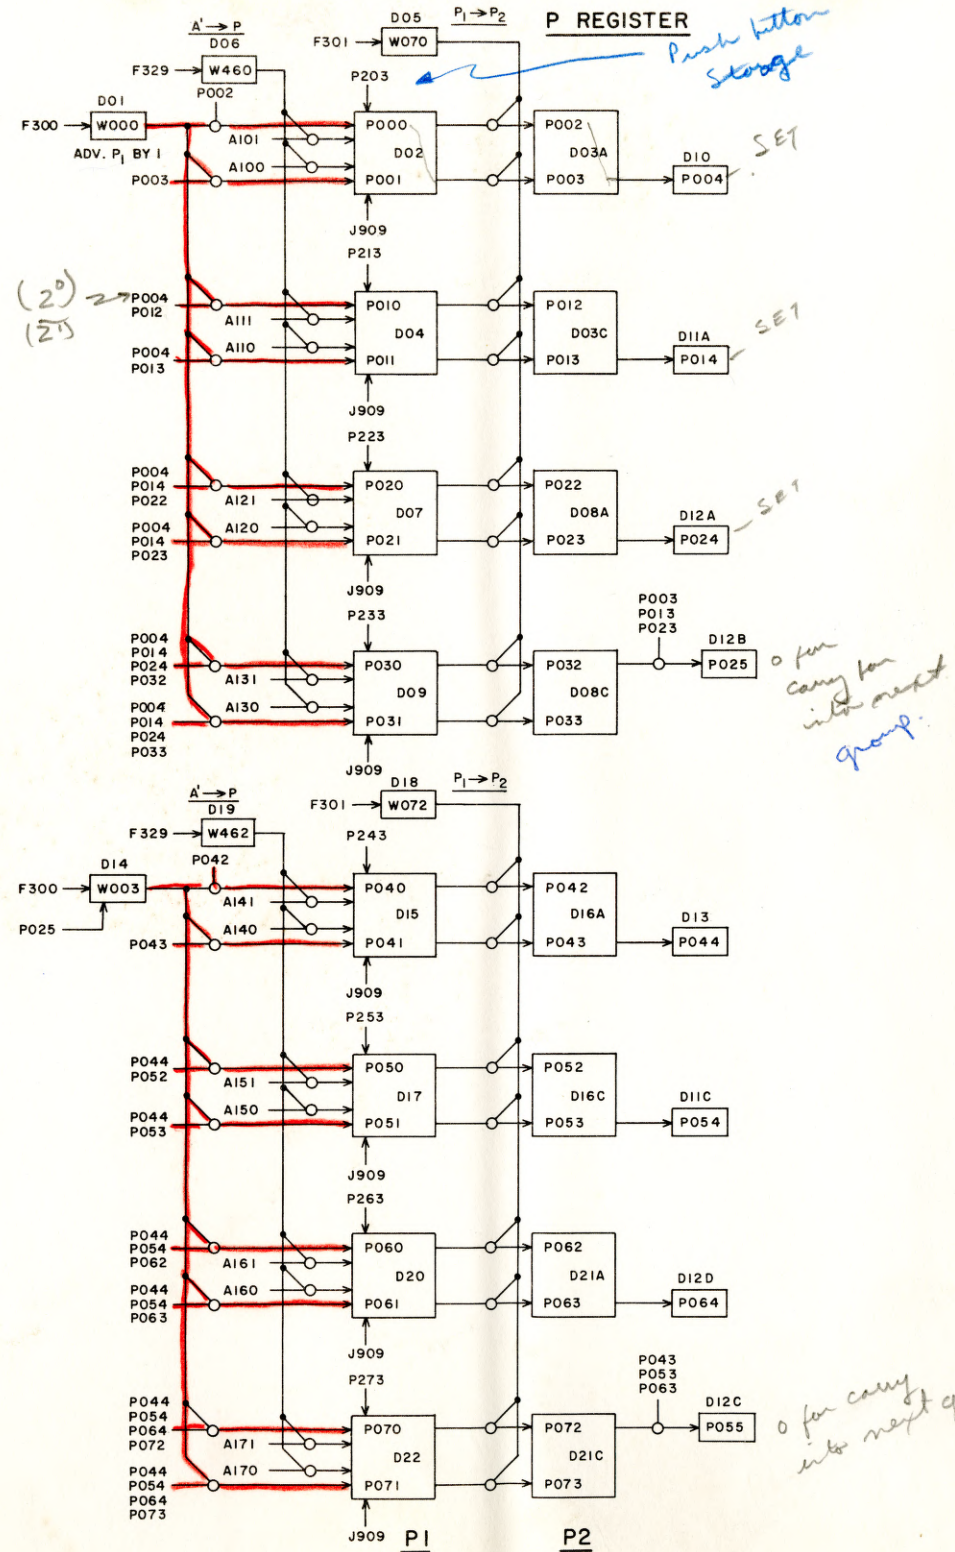 P REGISTER
Push button
Storage
A'→P
D06
W460
F329
P1→P2
D05
W070
F301
D01
W000
F300
ADV. P1 BY 1
P002
A101
A100
P003
P203
P000
D02
P001
J909
P002
D03A
P003
D10
P004
SET
(2⁰)
(2¹)
P004
P012
A111
A110
P004
P013
P213
P010
D04
P011
J909
P012
D03C
P013
D11A
P014
SET
P004
P014
P022
A121
A120
P004
P014
P023
P223
P020
D07
P021
J909
P022
D08A
P023
D12A
P024
SET
P004
P014
P024
P032
A131
A130
P004
P014
P024
P033
P233
P030
D09
P031
J909
P032
D08C
P033
P003
P013
P023
D12B
P025
0 for
carry
into next
group.
A'→P
D19
W462
F329
P1→P2
D18
W072
F301
D14
W003
F300
P025
P042
A141
A140
P043
P243
P040
D15
P041
J909
P042
D16A
P043
D13
P044
P044
P052
A151
A150
P044
P053
P253
P050
D17
P051
J909
P052
D16C
P053
D11C
P054
P044
P054
P062
A161
A160
P044
P054
P063
P263
P060
D20
P061
J909
P062
D21A
P063
D12D
P064
P044
P054
P064
P072
A171
A170
P044
P054
P064
P073
P273
P070
D22
P071
J909
P072
D21C
P073
P043
P053
P063
D12C
P055
0 for carry
into next
P1
P2